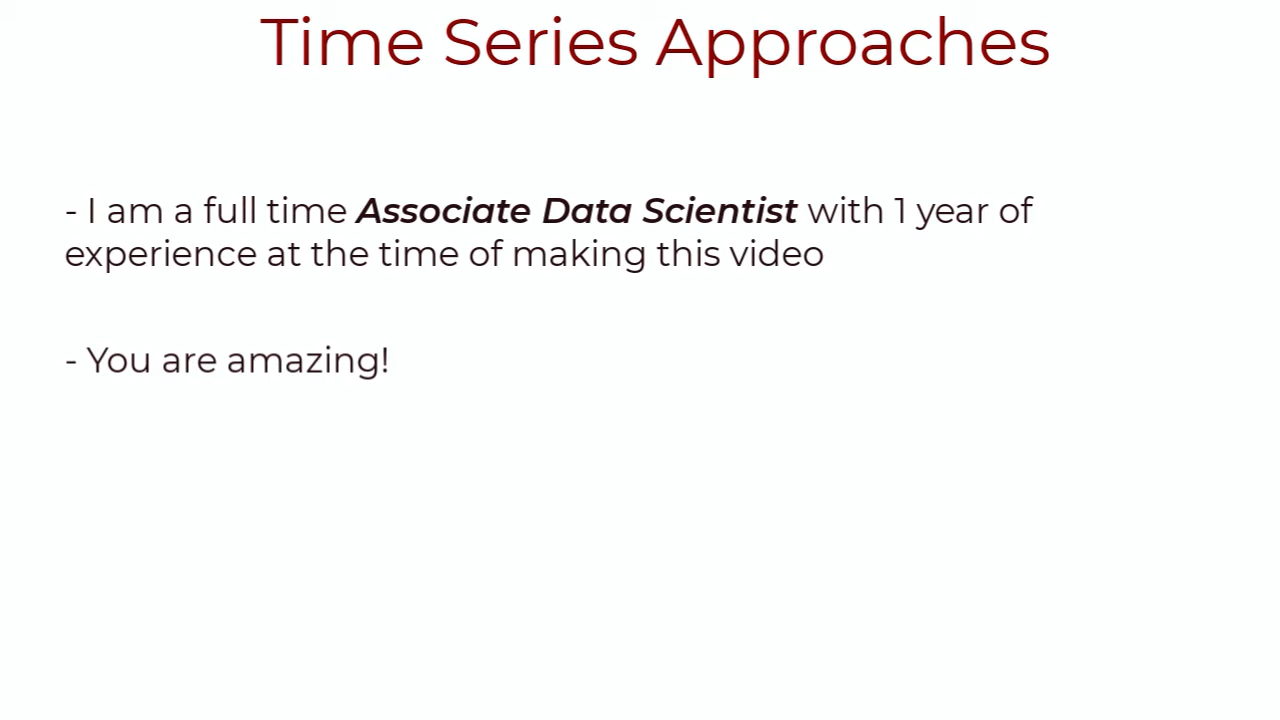 Time Series Approaches
- I am a full time Associate Data Scientist with 1 year of
experience at the time of making this video
- You are amazing!